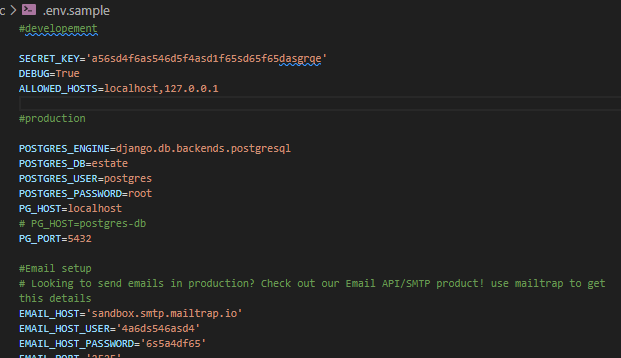 c > .env.sample
#developement
SECRET_KEY='a56sd4f6as546d5f4asd1f65sd65f65dasgrqe'
DEBUG=True
ALLOWED_HOSTS=localhost,127.0.0.1
#production
POSTGRES_ENGINE=django.db.backends.postgresql
POSTGRES_DB=estate
POSTGRES_USER=postgres
POSTGRES_PASSWORD=root
PG_HOST=localhost
# PG_HOST=postgres-db
PG_PORT=5432
#Email setup
# Looking to send emails in production? Check out our Email API/SMTP product! use mailtrap to get
this details
EMAIL_HOST='sandbox.smtp.mailtrap.io'
EMAIL_HOST_USER='4a6ds546asd4'
EMAIL_HOST_PASSWORD='6s5a4df65'
EMAIL_PORT='2525'